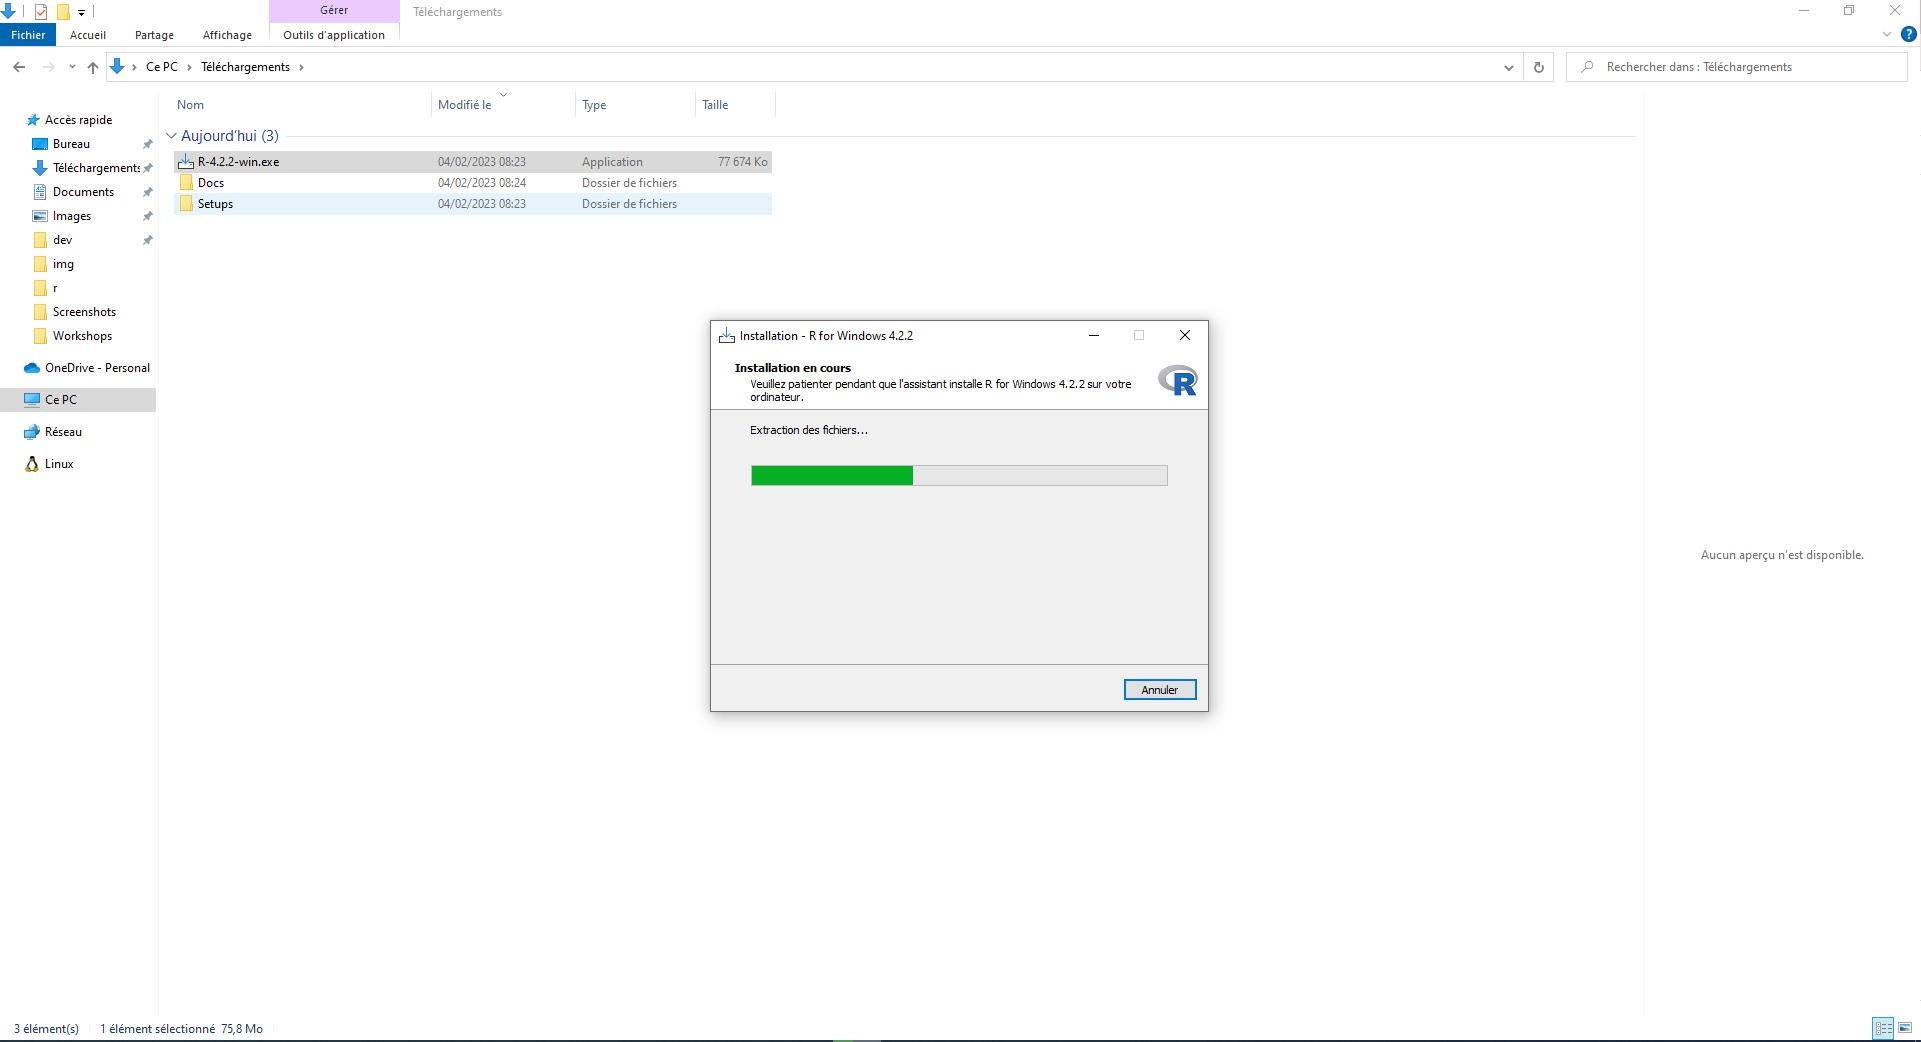 Gérer
Téléchargements
Fichier
Accueil
Partage
Affichage
Outils d'application
?
Ce PC
Téléchargements
Rechercher dans : Téléchargements
Nom
Modifié le
Type
Taille
Accès rapide
Bureau
Téléchargements
Documents
Images
dev
img
r
Screenshots
Workshops
OneDrive - Personal
Ce PC
Réseau
Linux
Aujourd'hui (3)
R-4.2.2-win.exe 04/02/2023 08:23 Application 77 674 Ko
Docs 04/02/2023 08:24 Dossier de fichiers
Setups 04/02/2023 08:23 Dossier de fichiers
Installation - R for Windows 4.2.2
Installation en cours
Veuillez patienter pendant que l'assistant installe R for Windows 4.2.2 sur votre
ordinateur.
R
Extraction des fichiers...
Annuler
Aucun aperçu n'est disponible.
3 élément(s)
1 élément sélectionné 75,8 Mo